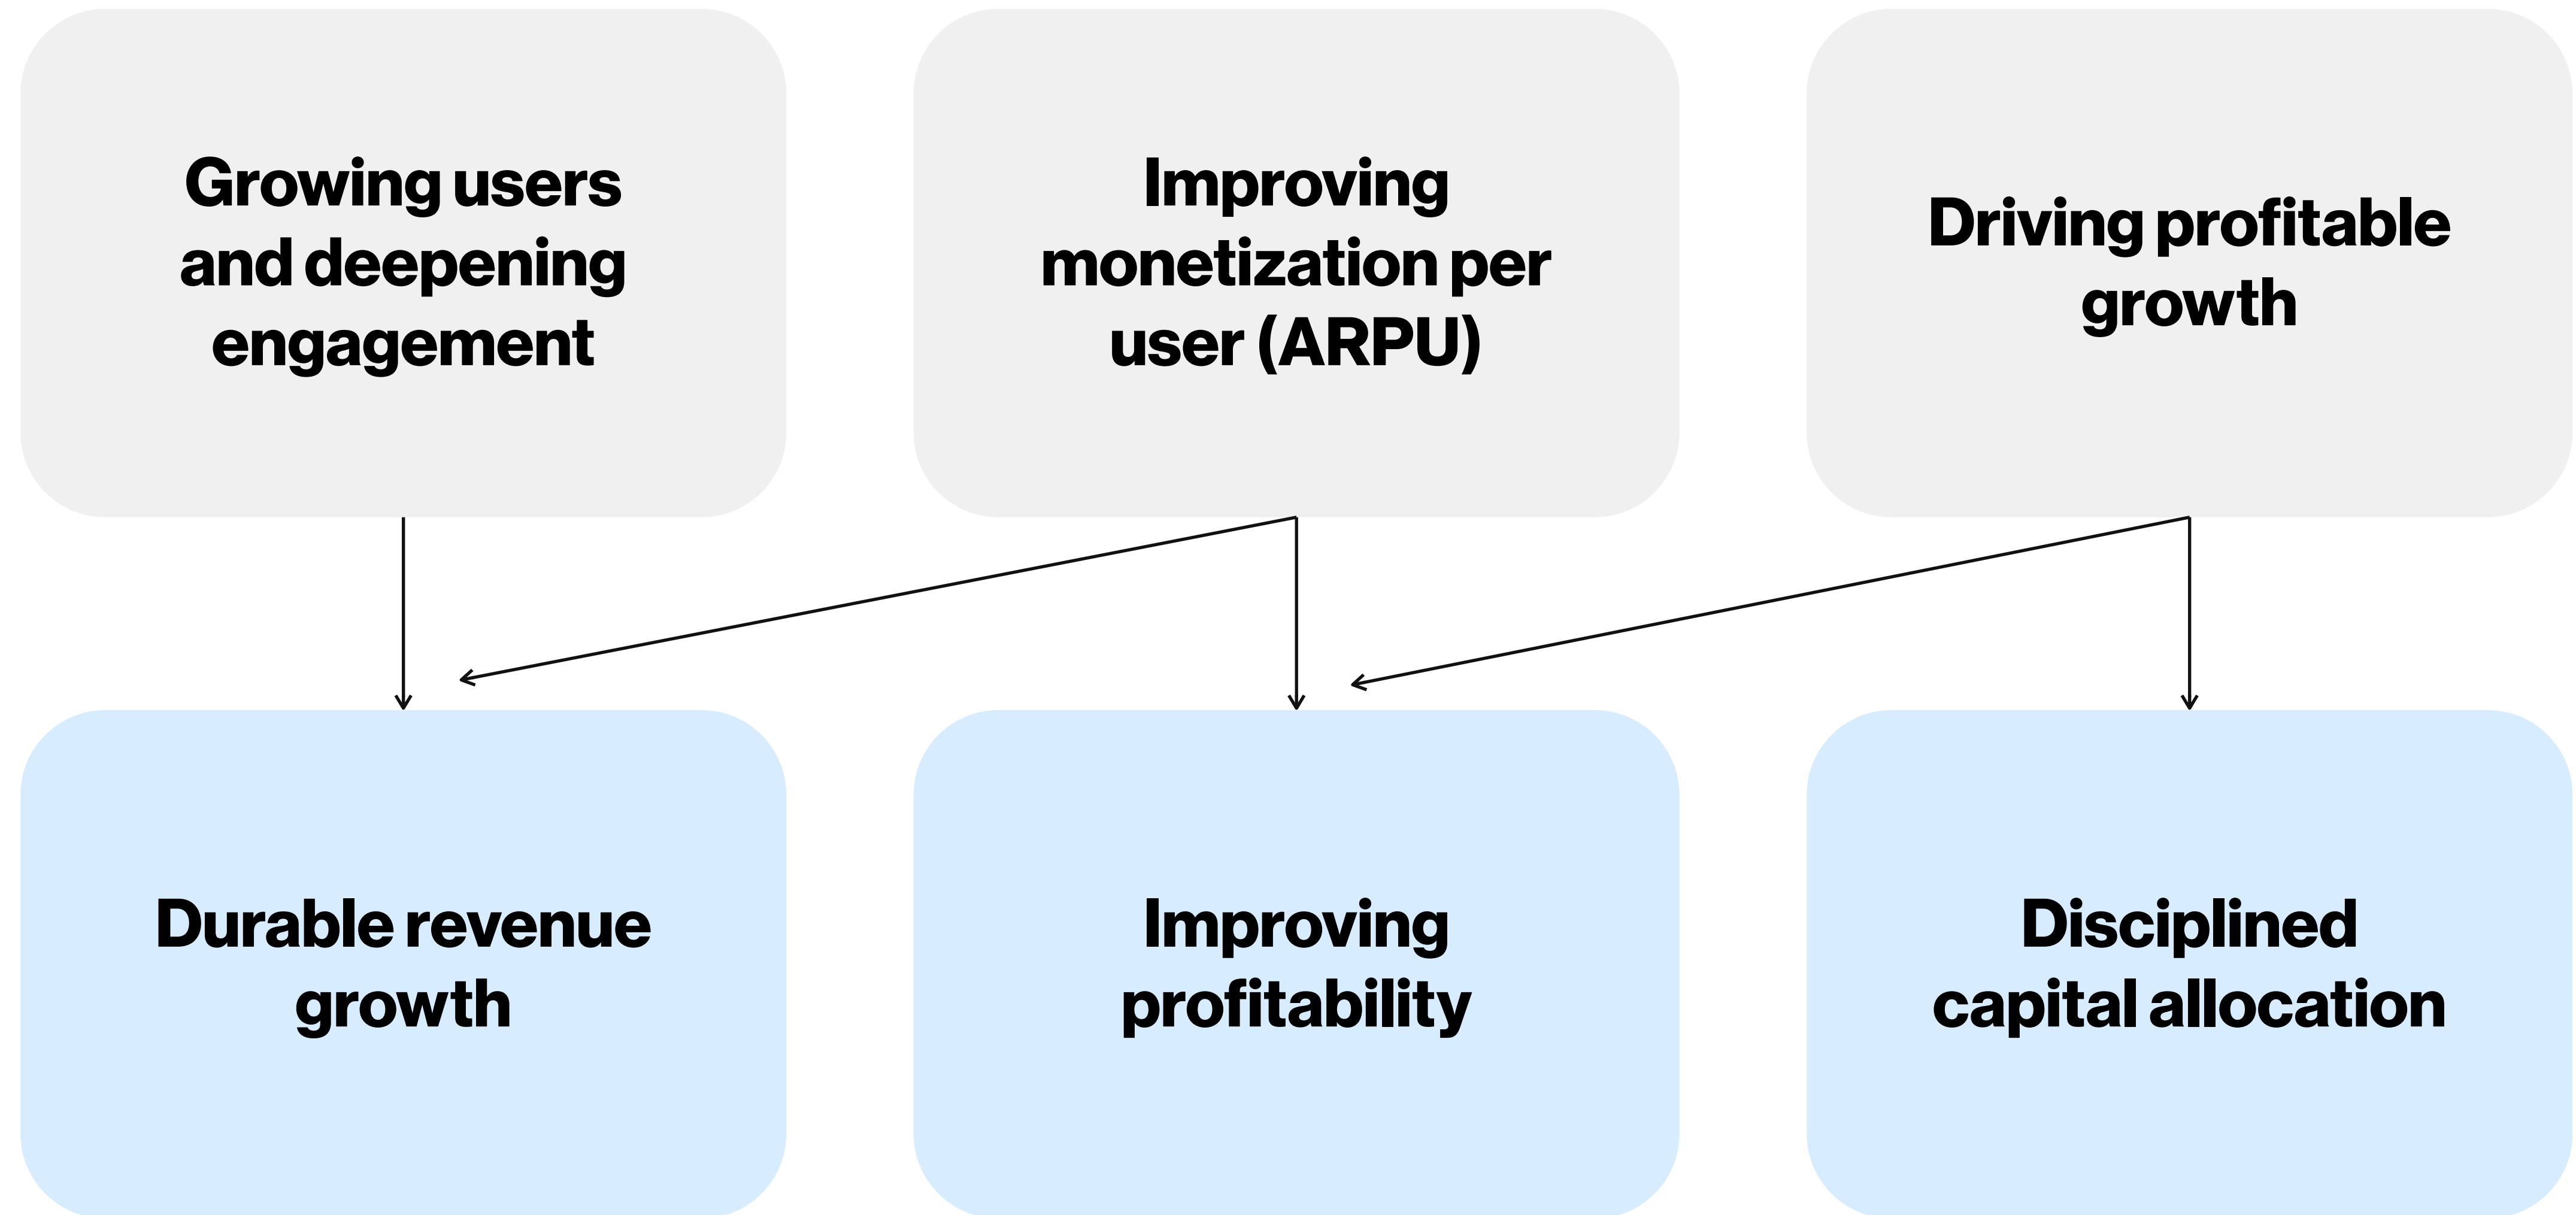 Growing users
and deepening
engagement
Improving
monetization per
user (ARPU)
Driving profitable
growth
Durable revenue
growth
Improving
profitability
Disciplined
capital allocation